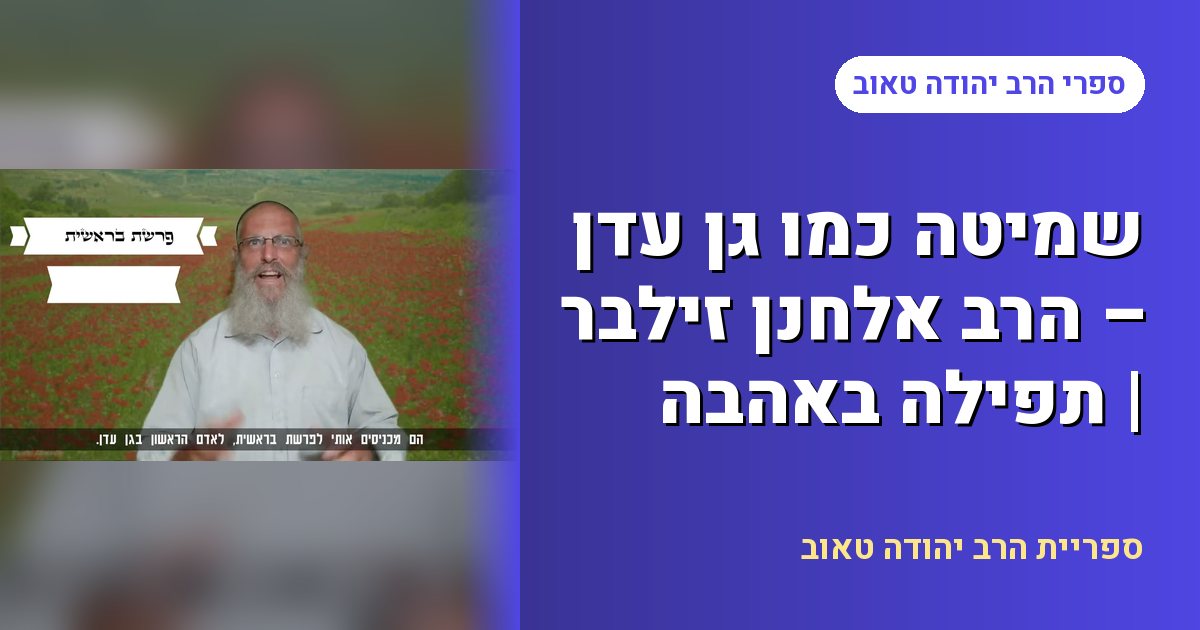 ספרי הרב יהודה טאוב
שמיטה כמו גן עדן
– הרב אלחנן זילבר
| תפילה באהבה
ספריית הרב יהודה טאוב
פרשת בראשית
הם מכניסים אותי לפרשת בראשית, לאדם הראשון בגן עדן.